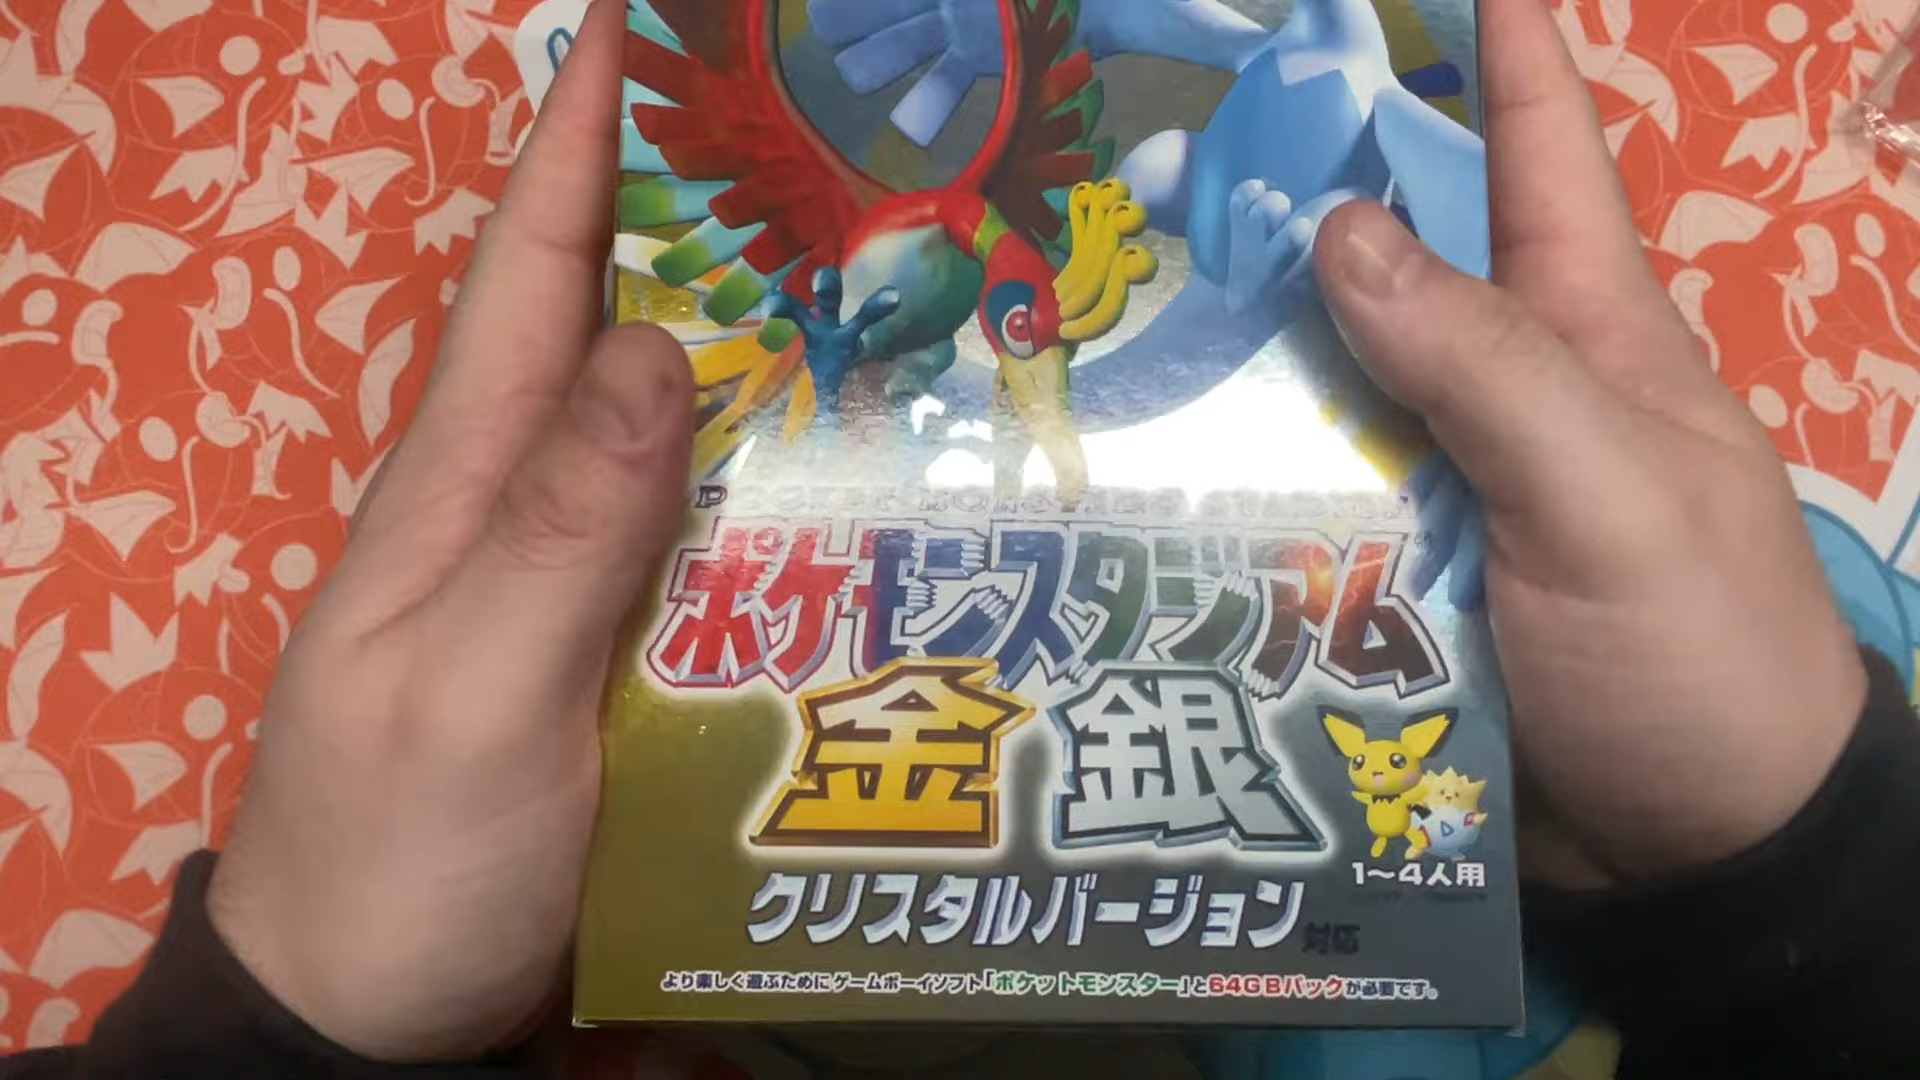 POCKET MONSTERS STADIUM
ポケモンスタジアム
金 銀
クリスタルバージョン対応
1〜4人用
より楽しく遊ぶためにゲームボーイソフト「ポケットモンスター」と64GBパックが必要です。